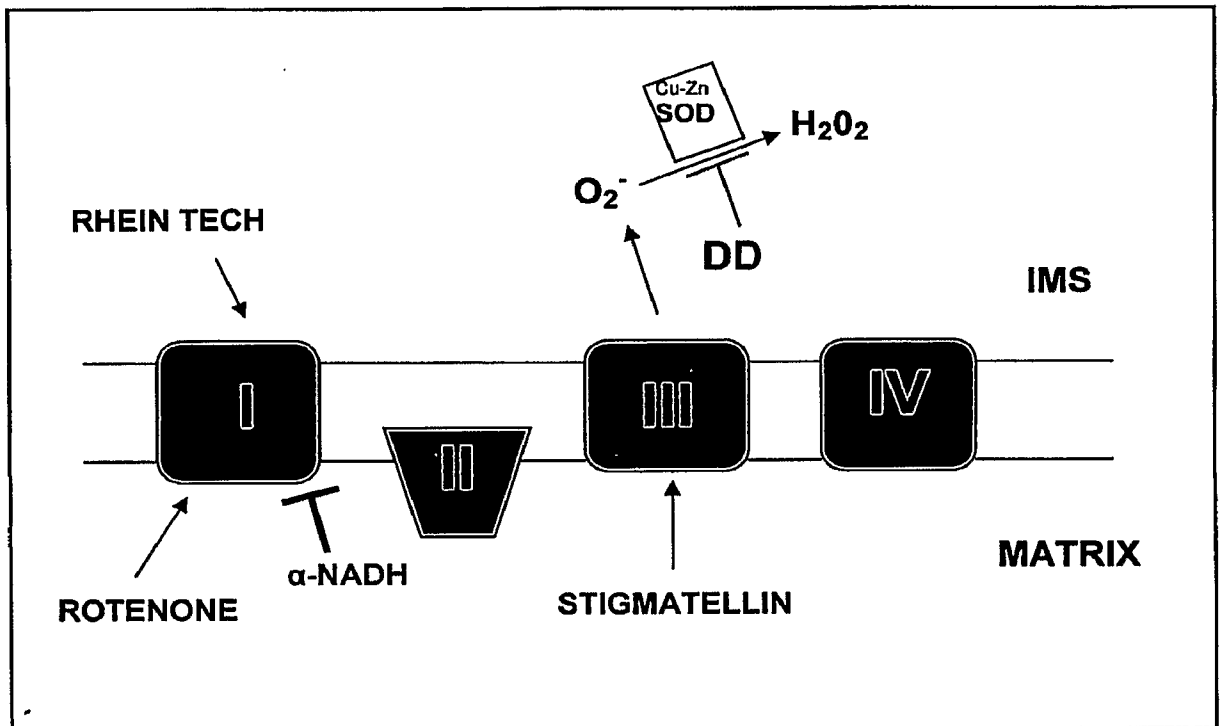 Cu-Zn
SOD
H₂0₂
O₂⁻
RHEIN TECH
DD
IMS
I
II
III
IV
α-NADH
MATRIX
ROTENONE
STIGMATELLIN